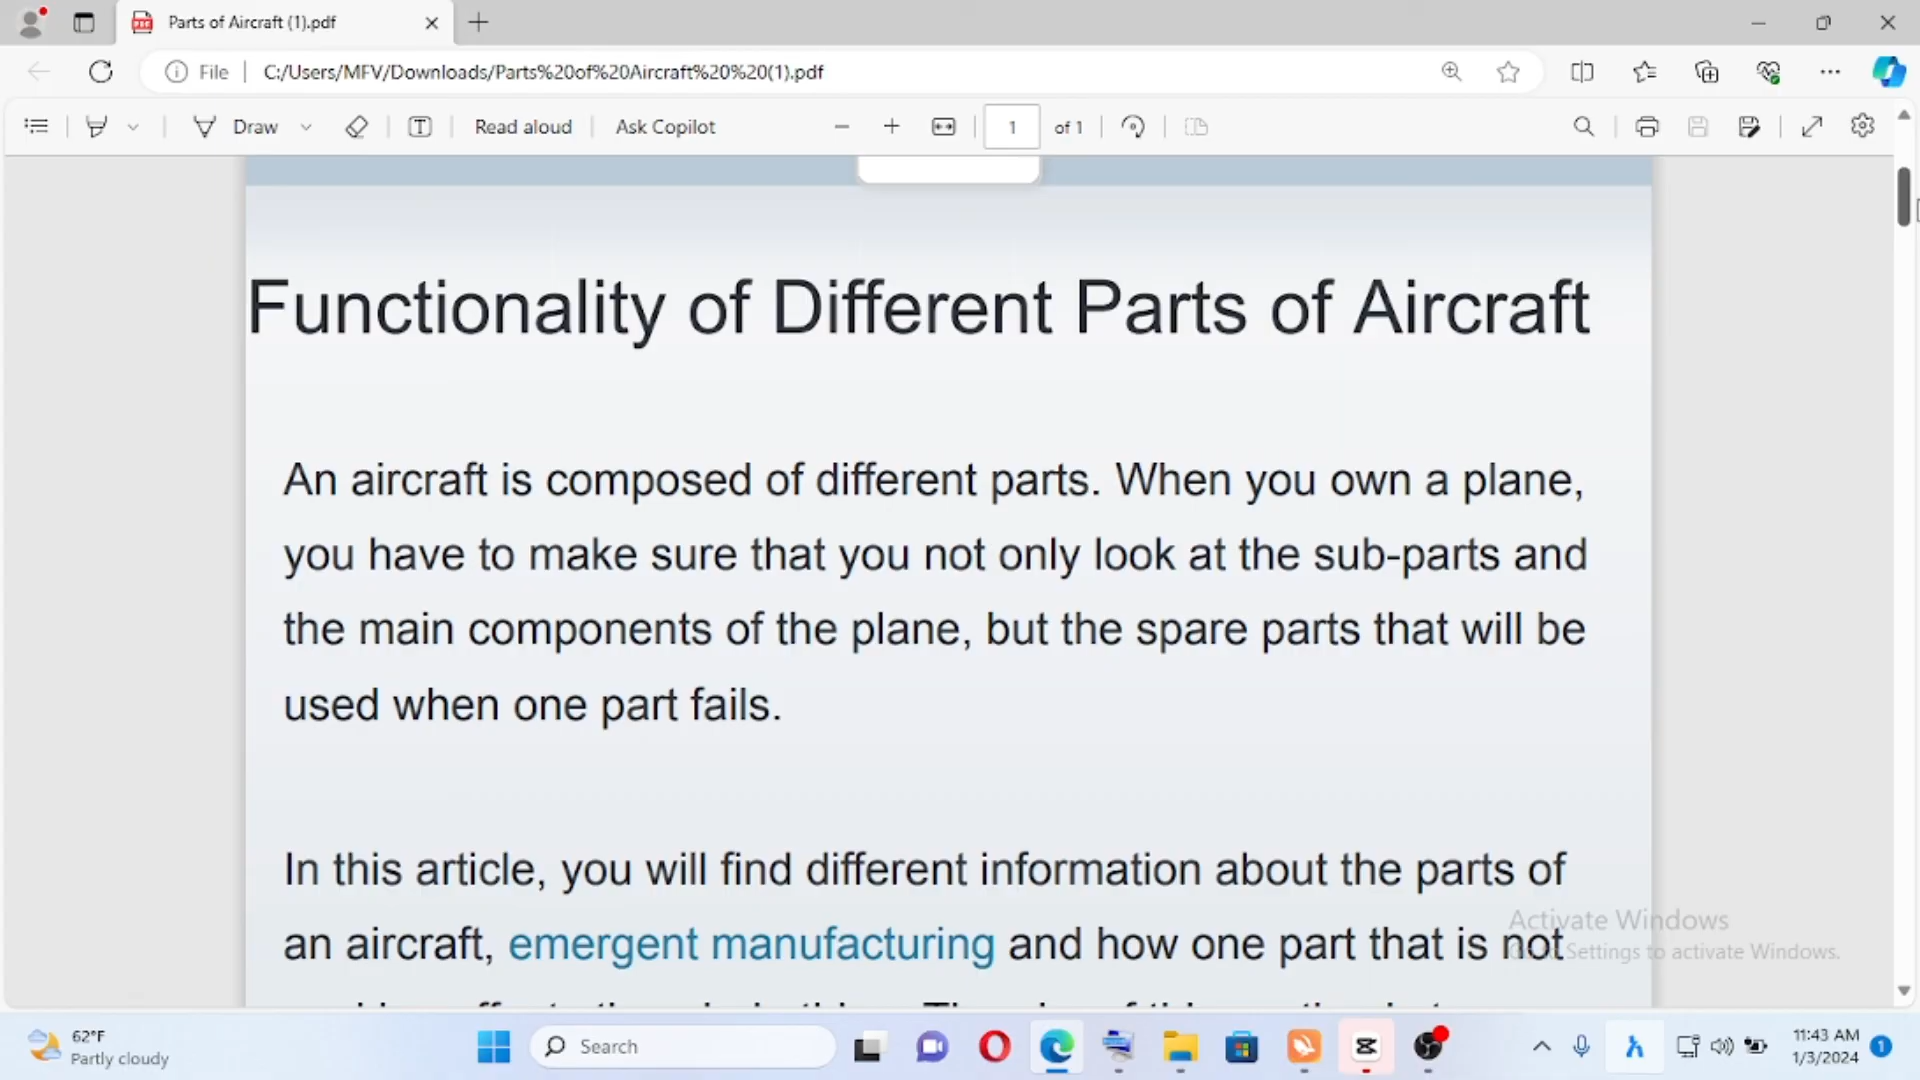 Parts of Aircraft (1).pdf
File
C:/Users/MFV/Downloads/Parts%20of%20Aircraft%20%20(1).pdf
Draw
Read aloud
Ask Copilot
1
of 1
Functionality of Different Parts of Aircraft
An aircraft is composed of different parts. When you own a plane,
you have to make sure that you not only look at the sub-parts and
the main components of the plane, but the spare parts that will be
used when one part fails.
In this article, you will find different information about the parts of
an aircraft, emergent manufacturing and how one part that is not
Activate Windows
Go to Settings to activate Windows.
62°F
Partly cloudy
Search
11:43 AM
1/3/2024
1